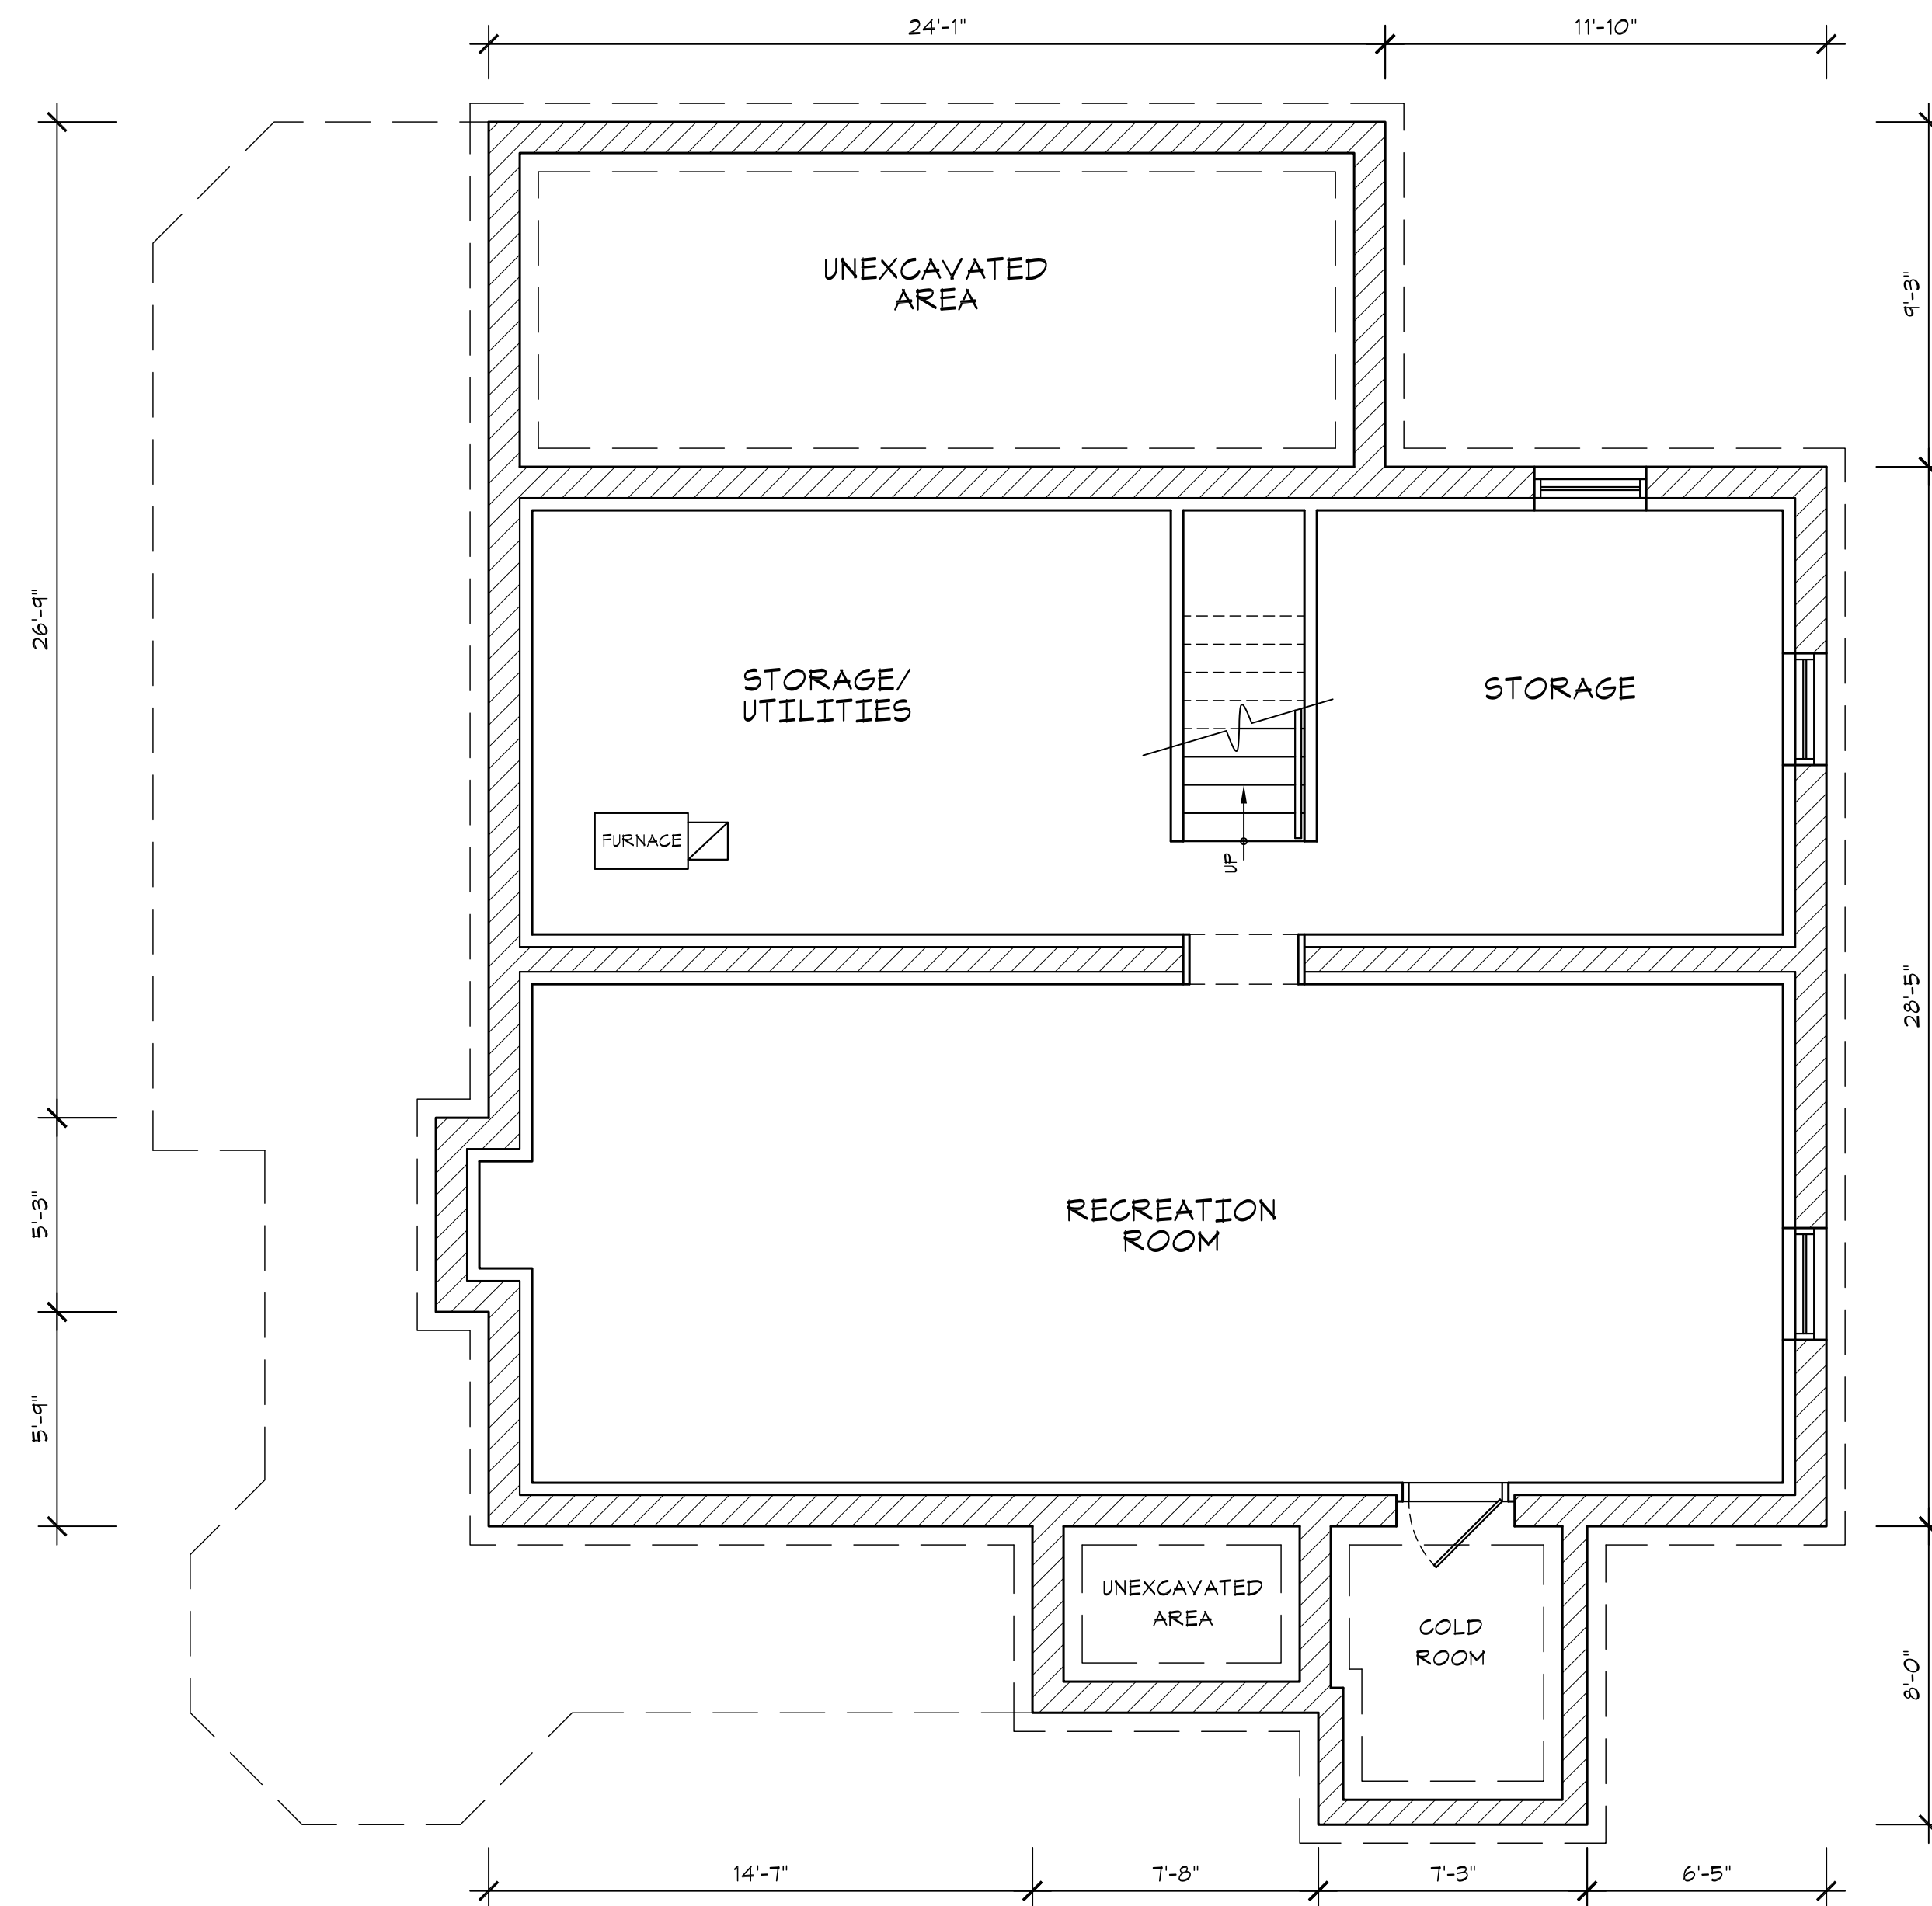 24'-1"
11'-10"
UNEXCAVATED
AREA
9'-3"
26'-9"
STORAGE/
UTILITIES
STORAGE
FURNACE
UP
28'-5"
RECREATION
ROOM
5'-3"
5'-9"
UNEXCAVATED
AREA
COLD
ROOM
8'-0"
14'-7"
7'-8"
7'-3"
6'-5"